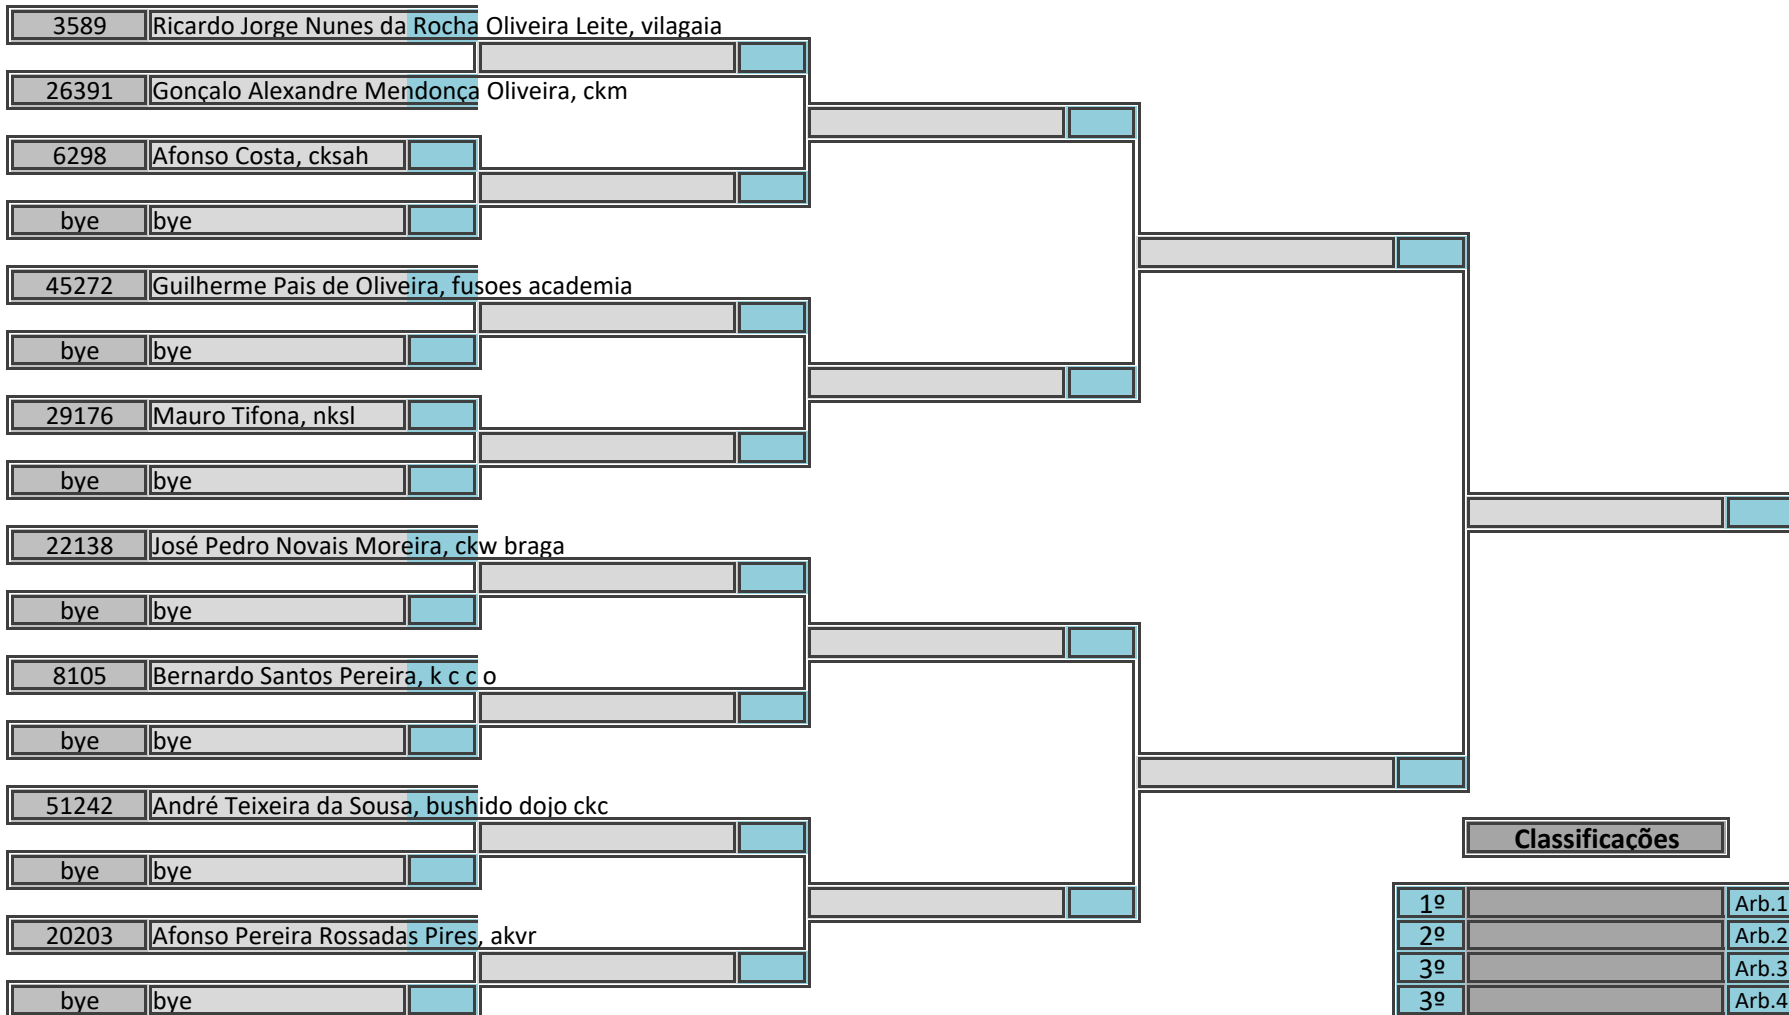 3589 Ricardo Jorge Nunes da Rocha Oliveira Leite, vilagaia
26391 Gonçalo Alexandre Mendonça Oliveira, ckm
6298 Afonso Costa, cksah
bye bye
45272 Guilherme Pais de Oliveira, fusoes academia
bye bye
29176 Mauro Tifona, nksl
bye bye
22138 José Pedro Novais Moreira, ckw braga
bye bye
8105 Bernardo Santos Pereira, k c c o
bye bye
51242 André Teixeira da Sousa, bushido dojo ckc
bye bye
20203 Afonso Pereira Rossadas Pires, akvr
bye bye
Classificações
1º Arb.1
2º Arb.2
3º Arb.3
3º Arb.4